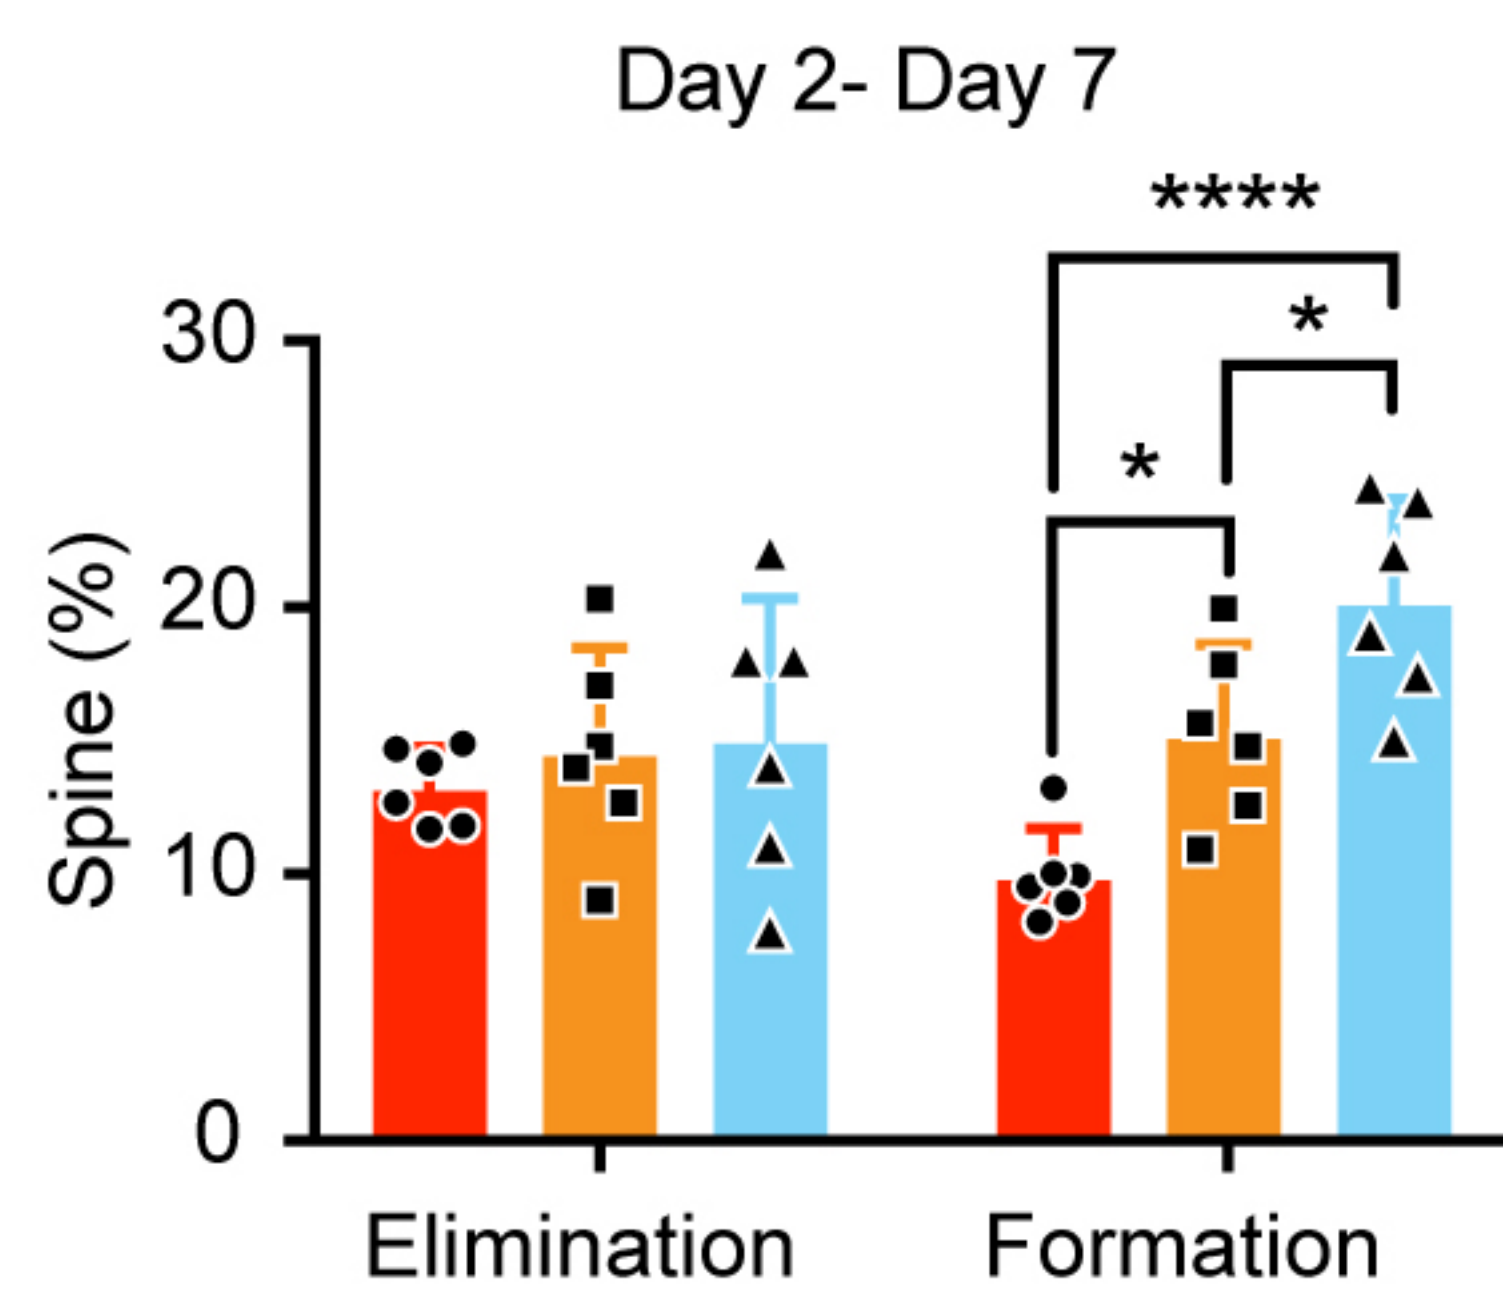 Day 2- Day 7
****
*
*
30
20
10
0
Spine (%)
Elimination
Formation